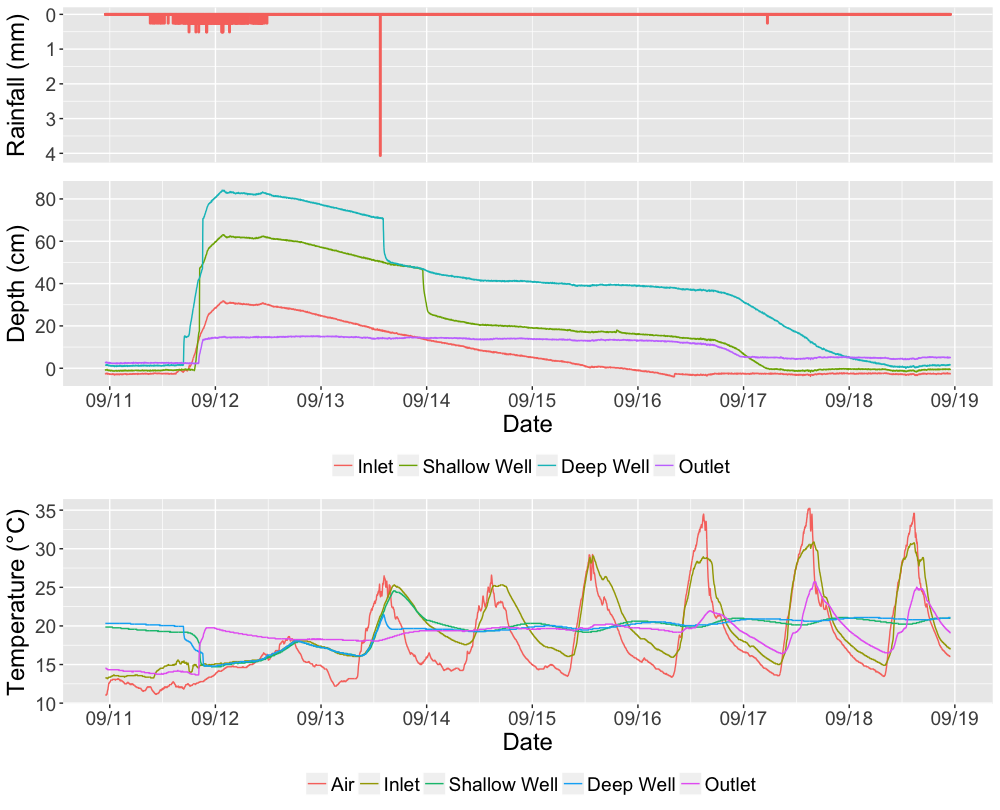 Rainfall (mm)
0
1
2
3
4
Depth (cm)
80
60
40
20
0
09/11 09/12 09/13 09/14 09/15 09/16 09/17 09/18 09/19
Date
Inlet Shallow Well Deep Well Outlet
Temperature (°C)
35
30
25
20
15
10
09/11 09/12 09/13 09/14 09/15 09/16 09/17 09/18 09/19
Date
Air Inlet Shallow Well Deep Well Outlet